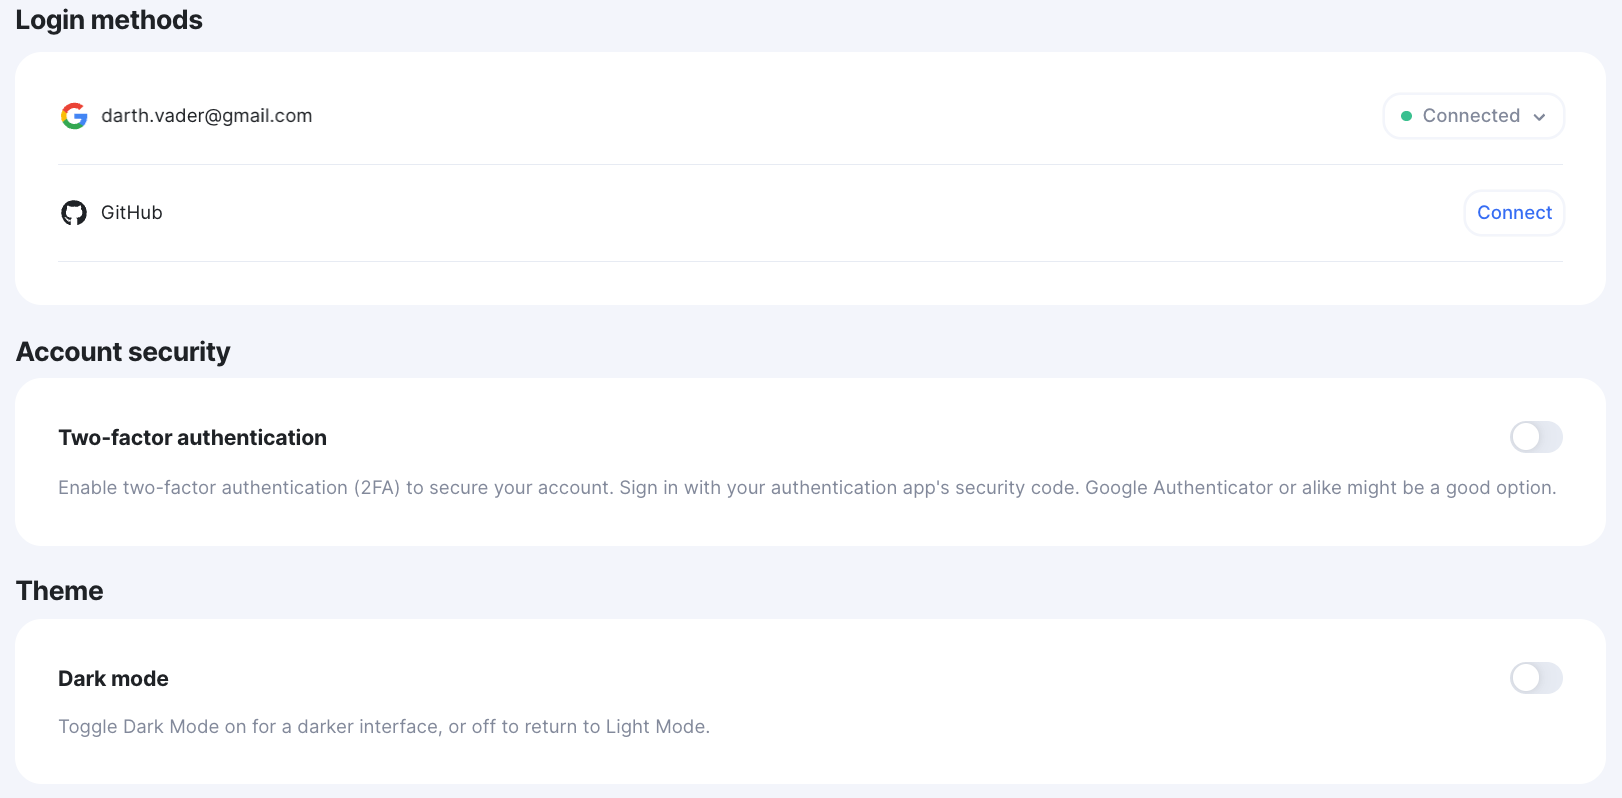 Login methods
darth.vader@gmail.com
Connected
GitHub
Connect
Account security
Two-factor authentication
Enable two-factor authentication (2FA) to secure your account. Sign in with your authentication app's security code. Google Authenticator or alike might be a good option.
Theme
Dark mode
Toggle Dark Mode on for a darker interface, or off to return to Light Mode.